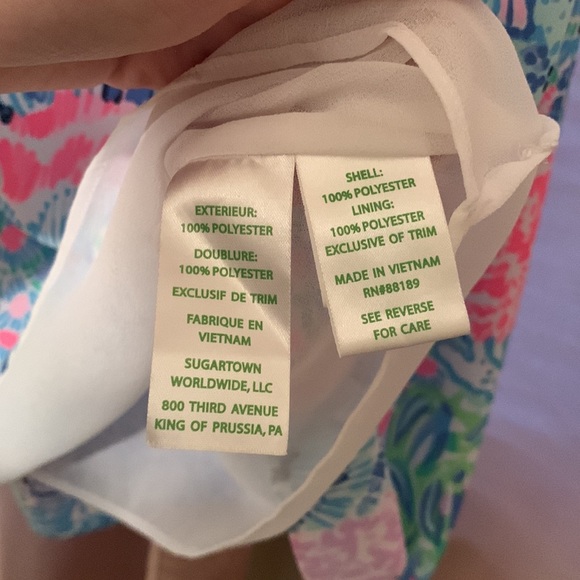 EXTERIEUR:
100% POLYESTER
DOUBLURE:
100% POLYESTER
EXCLUSIF DE TRIM
FABRIQUE EN
VIETNAM
SUGARTOWN
WORLDWIDE, LLC
800 THIRD AVENUE
KING OF PRUSSIA, PA
SHELL:
100% POLYESTER
LINING:
100% POLYESTER
EXCLUSIVE OF TRIM
MADE IN VIETNAM
RN#88189
SEE REVERSE
FOR CARE